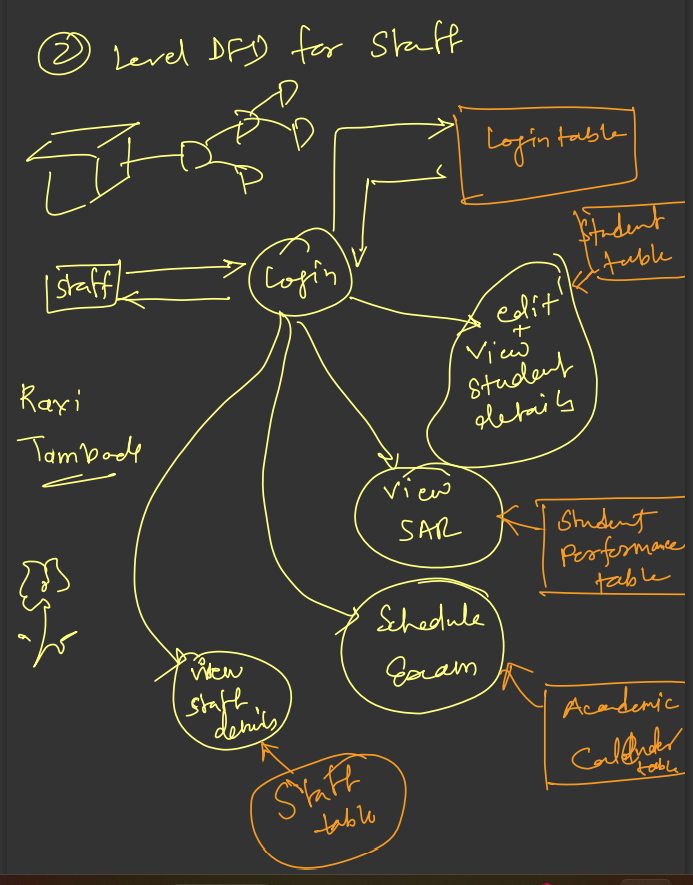 ② Level DFD for Staff
Login table
Student
table
Staff
Login
edit
+
View
Student
details
Raxi
Tambade
View
SAR
Student
Performance
table
Schedule
Exam
View
Staff
details
Academic
Calender
table
Staff
table